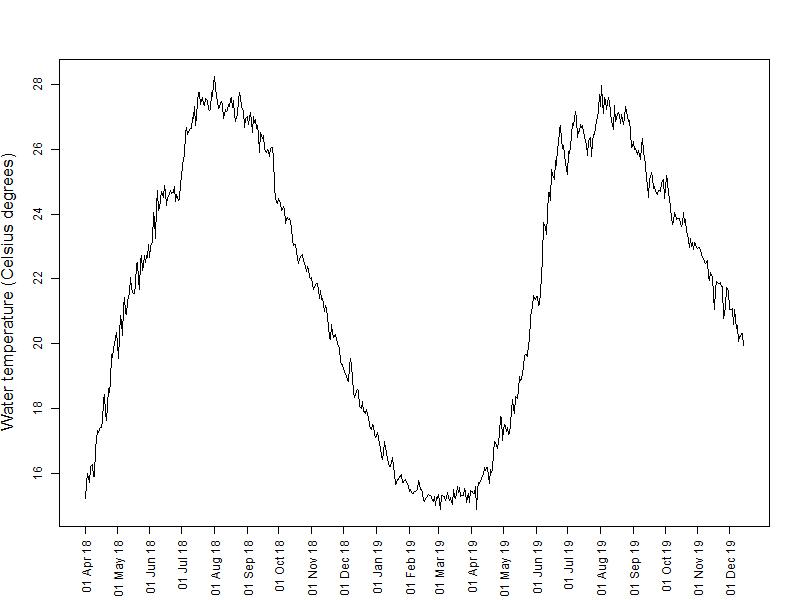 Water temperature (Celsius degrees)
28
26
24
22
20
18
16
01 Apr 18
01 May 18
01 Jun 18
01 Jul 18
01 Aug 18
01 Sep 18
01 Oct 18
01 Nov 18
01 Dec 18
01 Jan 19
01 Feb 19
01 Mar 19
01 Apr 19
01 May 19
01 Jun 19
01 Jul 19
01 Aug 19
01 Sep 19
01 Oct 19
01 Nov 19
01 Dec 19